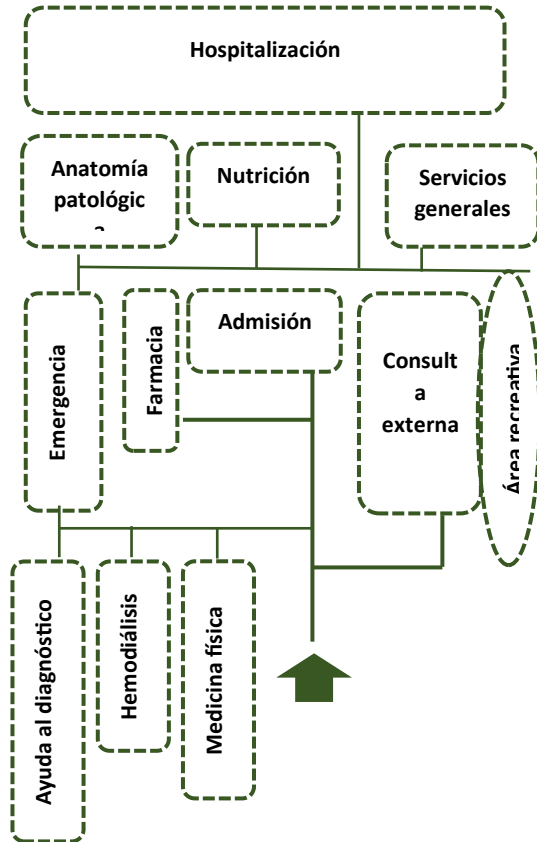 Hospitalización
Anatomía
patológic
a
Nutrición
Servicios
generales
Emergencia
Farmacia
Admisión
Consult
a
externa
Área recreativa
Ayuda al diagnóstico
Hemodiálisis
Medicina física